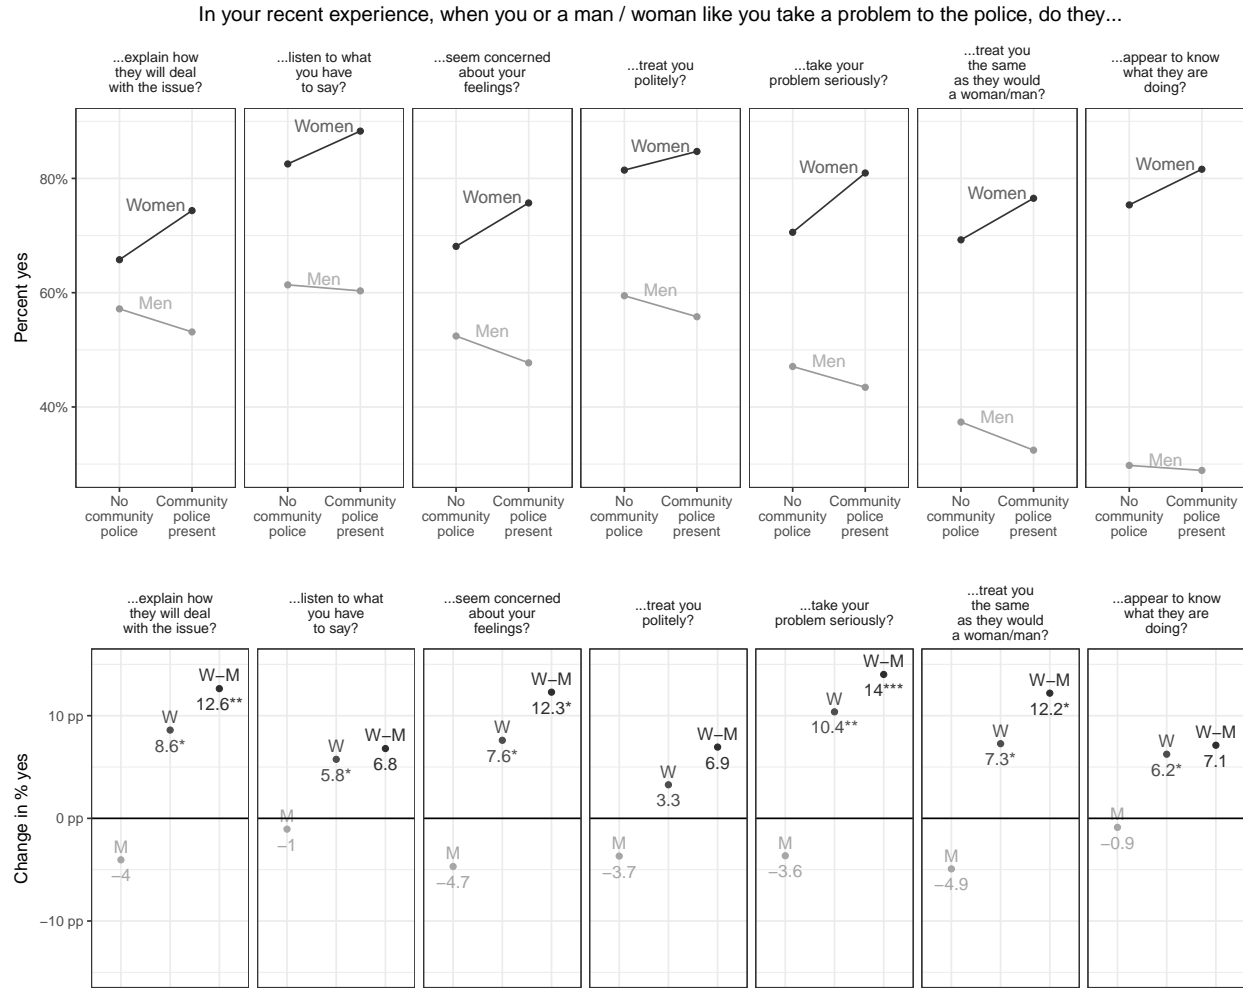 In your recent experience, when you or a man / woman like you take a problem to the police, do they...
...explain how
they will deal
with the issue?
...listen to what
you have
to say?
...seem concerned
about your
feelings?
...treat you
politely?
...take your
problem seriously?
...treat you
the same
as they would
a woman/man?
...appear to know
what they are
doing?
Percent yes
80%
60%
40%
Women
Men
Women
Men
Women
Men
Women
Men
Women
Men
Women
Men
Women
Men
No
community
police
Community
police
present
No
community
police
Community
police
present
No
community
police
Community
police
present
No
community
police
Community
police
present
No
community
police
Community
police
present
No
community
police
Community
police
present
No
community
police
Community
police
present
...explain how
they will deal
with the issue?
...listen to what
you have
to say?
...seem concerned
about your
feelings?
...treat you
politely?
...take your
problem seriously?
...treat you
the same
as they would
a woman/man?
...appear to know
what they are
doing?
Change in % yes
10 pp
0 pp
−10 pp
M
−4
W
8.6*
W−M
12.6**
M
−1
W
5.8*
W−M
6.8
M
−4.7
W
7.6*
W−M
12.3*
M
−3.7
W
3.3
W−M
6.9
M
−3.6
W
10.4**
W−M
14***
M
−4.9
W
7.3*
W−M
12.2*
M
−0.9
W
6.2*
W−M
7.1